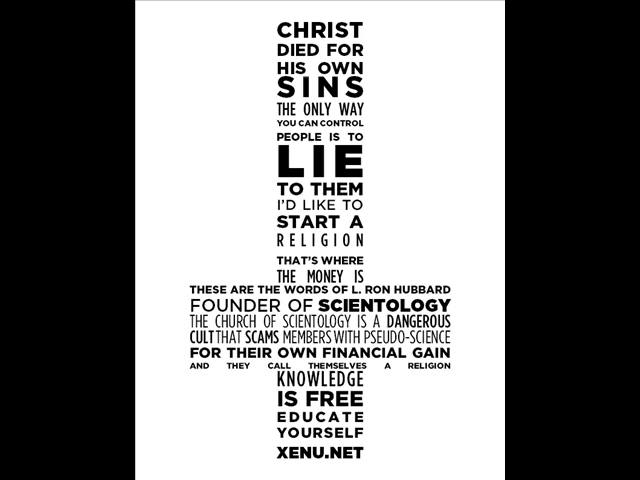 CHRIST
DIED FOR
HIS OWN
SINS
THE ONLY WAY
YOU CAN CONTROL
PEOPLE IS TO
LIE
TO THEM
I'D LIKE TO
START A
RELIGION
THAT'S WHERE
THE MONEY IS
THESE ARE THE WORDS OF L. RON HUBBARD
FOUNDER OF SCIENTOLOGY
THE CHURCH OF SCIENTOLOGY IS A DANGEROUS
CULT THAT SCAMS MEMBERS WITH PSEUDO-SCIENCE
FOR THEIR OWN FINANCIAL GAIN
AND THEY CALL THEMSELVES A RELIGION
KNOWLEDGE
IS FREE
EDUCATE
YOURSELF
XENU.NET